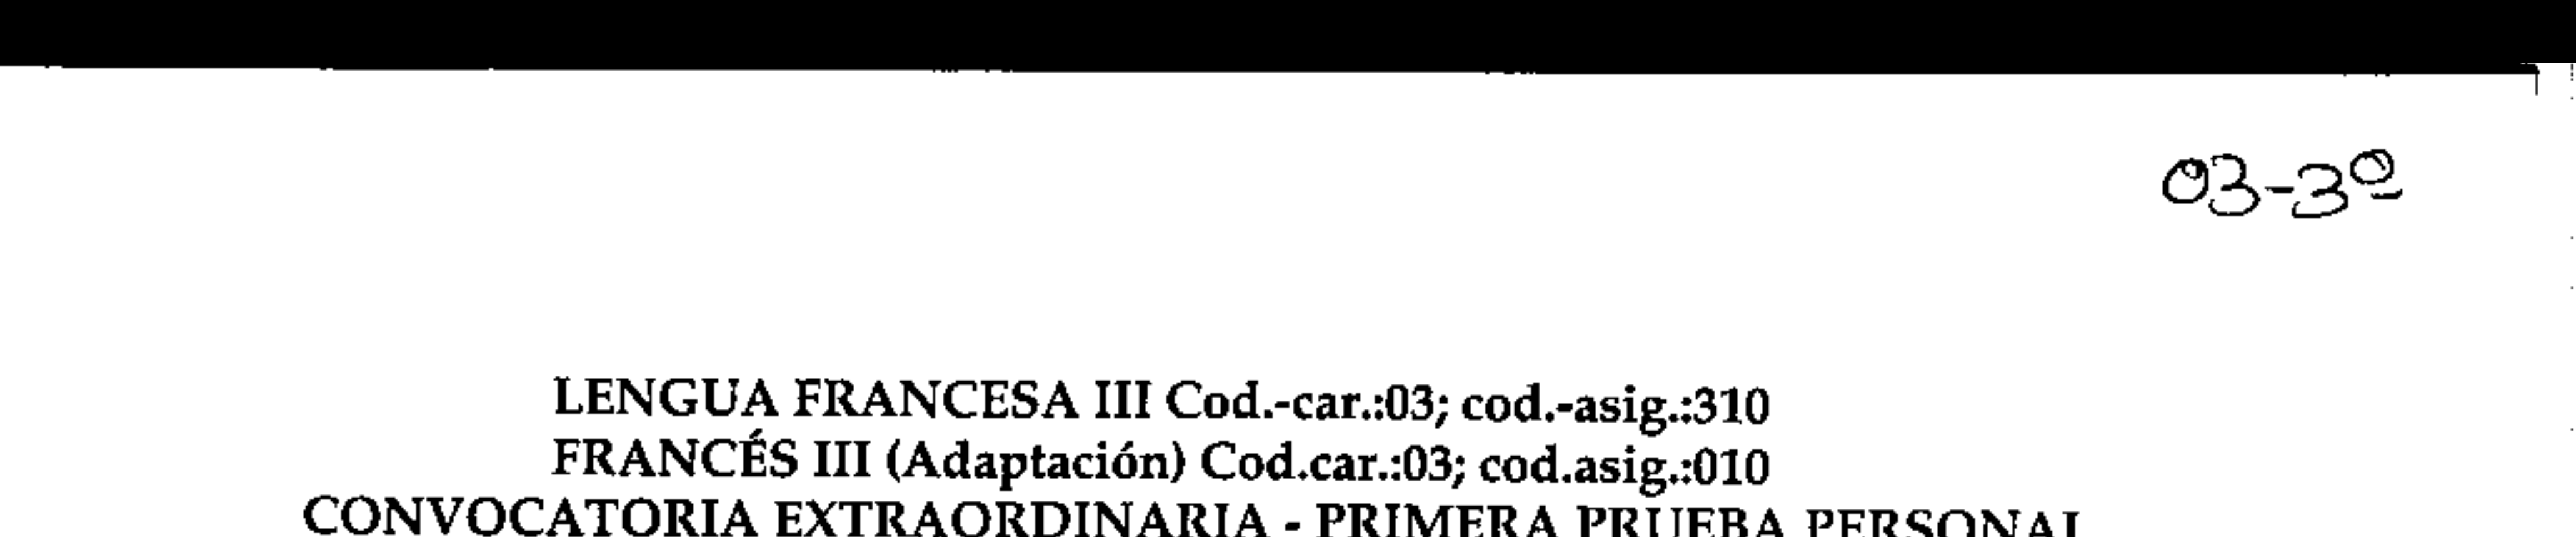 03-3º
LENGUA FRANCESA III Cod.-car.:03; cod.-asig.:310
FRANCÉS III (Adaptación) Cod.car.:03; cod.asig.:010
CONVOCATORIA EXTRAORDINARIA - PRIMERA PRUEBA PERSONAL